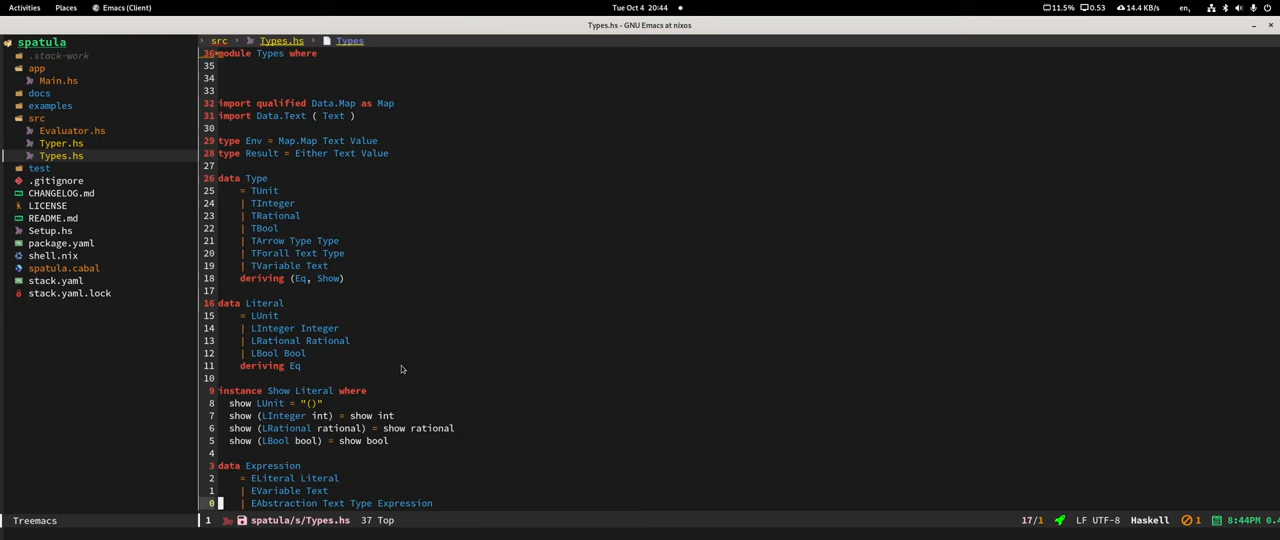 Activities Places Emacs (Client) Tue Oct 4 20:44 11.5% 0.53 14.4 KB/s en,
Types.hs - GNU Emacs at nixos
spatula
.stack-work
app
Main.hs
docs
examples
src
Evaluator.hs
Typer.hs
Types.hs
test
.gitignore
CHANGELOG.md
LICENSE
README.md
Setup.hs
package.yaml
shell.nix
spatula.cabal
stack.yaml
stack.yaml.lock
› src › Types.hs › Types
36 module Types where
35
34
33
32 import qualified Data.Map as Map
31 import Data.Text ( Text )
30
29 type Env = Map.Map Text Value
28 type Result = Either Text Value
27
26 data Type
25 = TUnit
24 | TInteger
23 | TRational
22 | TBool
21 | TArrow Type Type
20 | TForall Text Type
19 | TVariable Text
18 deriving (Eq, Show)
17
16 data Literal
15 = LUnit
14 | LInteger Integer
13 | LRational Rational
12 | LBool Bool
11 deriving Eq
10
9 instance Show Literal where
8 show LUnit = "()"
7 show (LInteger int) = show int
6 show (LRational rational) = show rational
5 show (LBool bool) = show bool
4
3 data Expression
2 = ELiteral Literal
1 | EVariable Text
0 | EAbstraction Text Type Expression
Treemacs
1 spatula/s/Types.hs 37 Top 17/1 LF UTF-8 Haskell 1 8:44PM 0.4